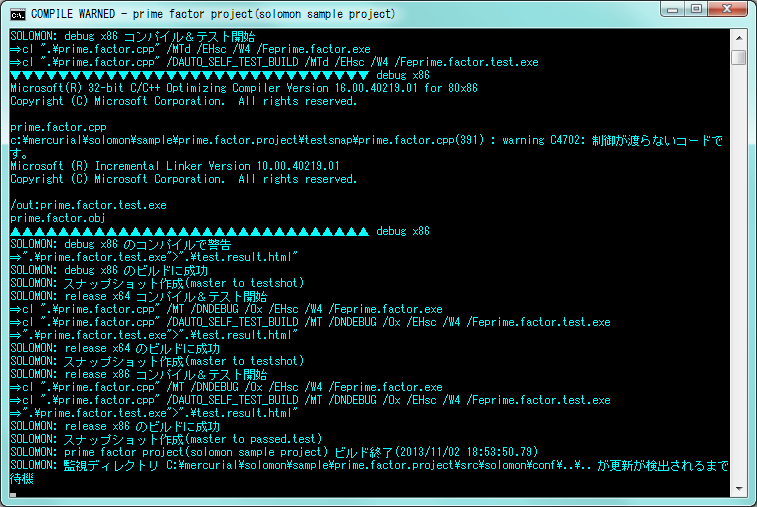 COMPILE WARNED - prime factor project(solomon sample project)
SOLOMON: debug x86 コンパイル＆テスト開始
⇒cl ".\prime.factor.cpp" /MTd /EHsc /W4 /Feprime.factor.exe
⇒cl ".\prime.factor.cpp" /DAUTO_SELF_TEST_BUILD /MTd /EHsc /W4 /Feprime.factor.test.exe
▼▼▼▼▼▼▼▼▼▼▼▼▼▼▼▼▼▼▼▼▼▼▼▼▼▼▼▼▼▼ debug x86
Microsoft(R) 32-bit C/C++ Optimizing Compiler Version 16.00.40219.01 for 80x86
Copyright (C) Microsoft Corporation.  All rights reserved.
prime.factor.cpp
c:\mercurial\solomon\sample\prime.factor.project\testsnap\prime.factor.cpp(391) : warning C4702: 制御が渡らないコードで
す。
Microsoft (R) Incremental Linker Version 10.00.40219.01
Copyright (C) Microsoft Corporation.  All rights reserved.
/out:prime.factor.test.exe
prime.factor.obj
▲▲▲▲▲▲▲▲▲▲▲▲▲▲▲▲▲▲▲▲▲▲▲▲▲▲▲▲▲▲ debug x86
SOLOMON: debug x86 のコンパイルで警告
⇒".\prime.factor.test.exe">".\test.result.html"
SOLOMON: debug x86 のビルドに成功
SOLOMON: スナップショット作成(master to testshot)
SOLOMON: release x64 コンパイル＆テスト開始
⇒cl ".\prime.factor.cpp" /MT /DNDEBUG /Ox /EHsc /W4 /Feprime.factor.exe
⇒cl ".\prime.factor.cpp" /DAUTO_SELF_TEST_BUILD /MT /DNDEBUG /Ox /EHsc /W4 /Feprime.factor.test.exe
⇒".\prime.factor.test.exe">".\test.result.html"
SOLOMON: release x64 のビルドに成功
SOLOMON: スナップショット作成(master to testshot)
SOLOMON: release x86 コンパイル＆テスト開始
⇒cl ".\prime.factor.cpp" /MT /DNDEBUG /Ox /EHsc /W4 /Feprime.factor.exe
⇒cl ".\prime.factor.cpp" /DAUTO_SELF_TEST_BUILD /MT /DNDEBUG /Ox /EHsc /W4 /Feprime.factor.test.exe
⇒".\prime.factor.test.exe">".\test.result.html"
SOLOMON: release x86 のビルドに成功
SOLOMON: スナップショット作成(master to passed.test)
SOLOMON: prime factor project(solomon sample project) ビルド終了(2013/11/02 18:53:50.79)
SOLOMON: 監視ディレクトリ C:\mercurial\solomon\sample\prime.factor.project\src\solomon\conf\..\.. が更新が検出されるまで
待機